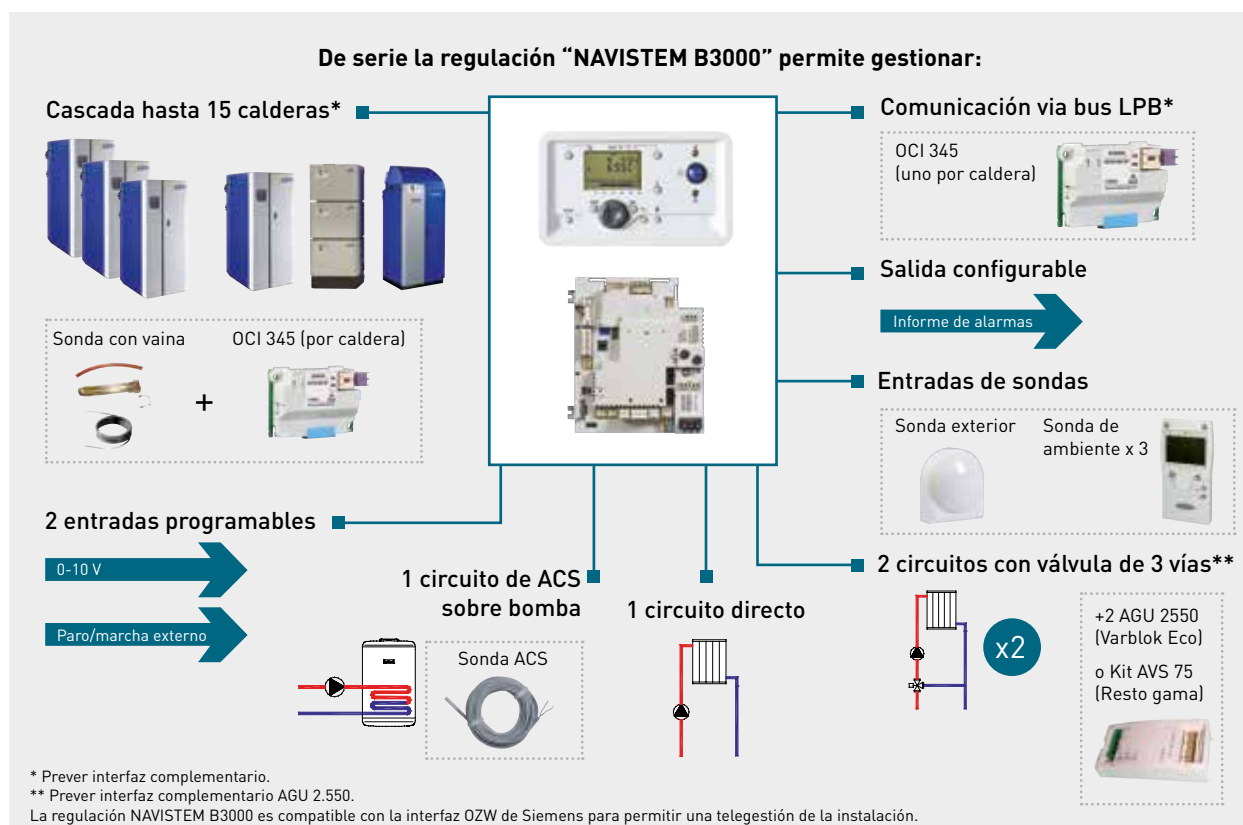 De serie la regulación “NAVISTEM B3000” permite gestionar:
Cascada hasta 15 calderas*
Sonda con vaina
OCI 345 (por caldera)
+
2 entradas programables
0-10 V
Paro/marcha externo
1 circuito de ACS
sobre bomba
Sonda ACS
1 circuito directo
Comunicación via bus LPB*
OCI 345
(uno por caldera)
Salida configurable
Informe de alarmas
Entradas de sondas
Sonda exterior
Sonda de
ambiente x 3
2 circuitos con válvula de 3 vías**
x2
+2 AGU 2550
(Varblok Eco)
o Kit AVS 75
(Resto gama)
* Prever interfaz complementario.
** Prever interfaz complementario AGU 2.550.
La regulación NAVISTEM B3000 es compatible con la interfaz OZW de Siemens para permitir una telegestión de la instalación.